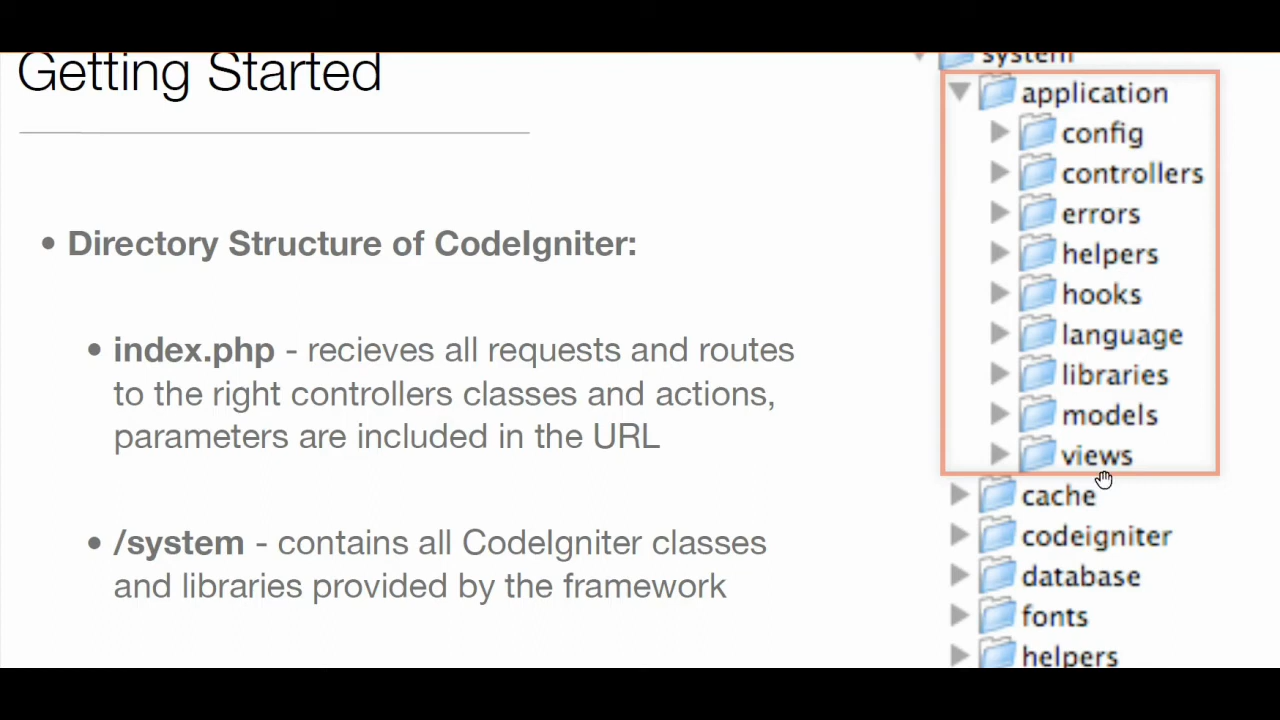 Getting Started
• Directory Structure of CodeIgniter:
• index.php - recieves all requests and routes
to the right controllers classes and actions,
parameters are included in the URL
• /system - contains all CodeIgniter classes
and libraries provided by the framework
system
application
config
controllers
errors
helpers
hooks
language
libraries
models
views
cache
codeigniter
database
fonts
helpers